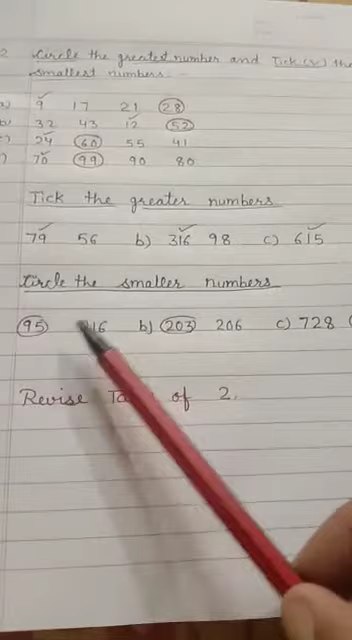 2 Circle the greatest number and Tick (✓) the
smallest numbers.
a) 9 17 21 28
b) 32 43 12 52
c) 24 60 55 41
) 70 99 90 80
Tick the greater numbers
79 56 b) 316 98 c) 615
Circle the smaller numbers
95 16 b) 203 206 c) 728
Revise of 2.